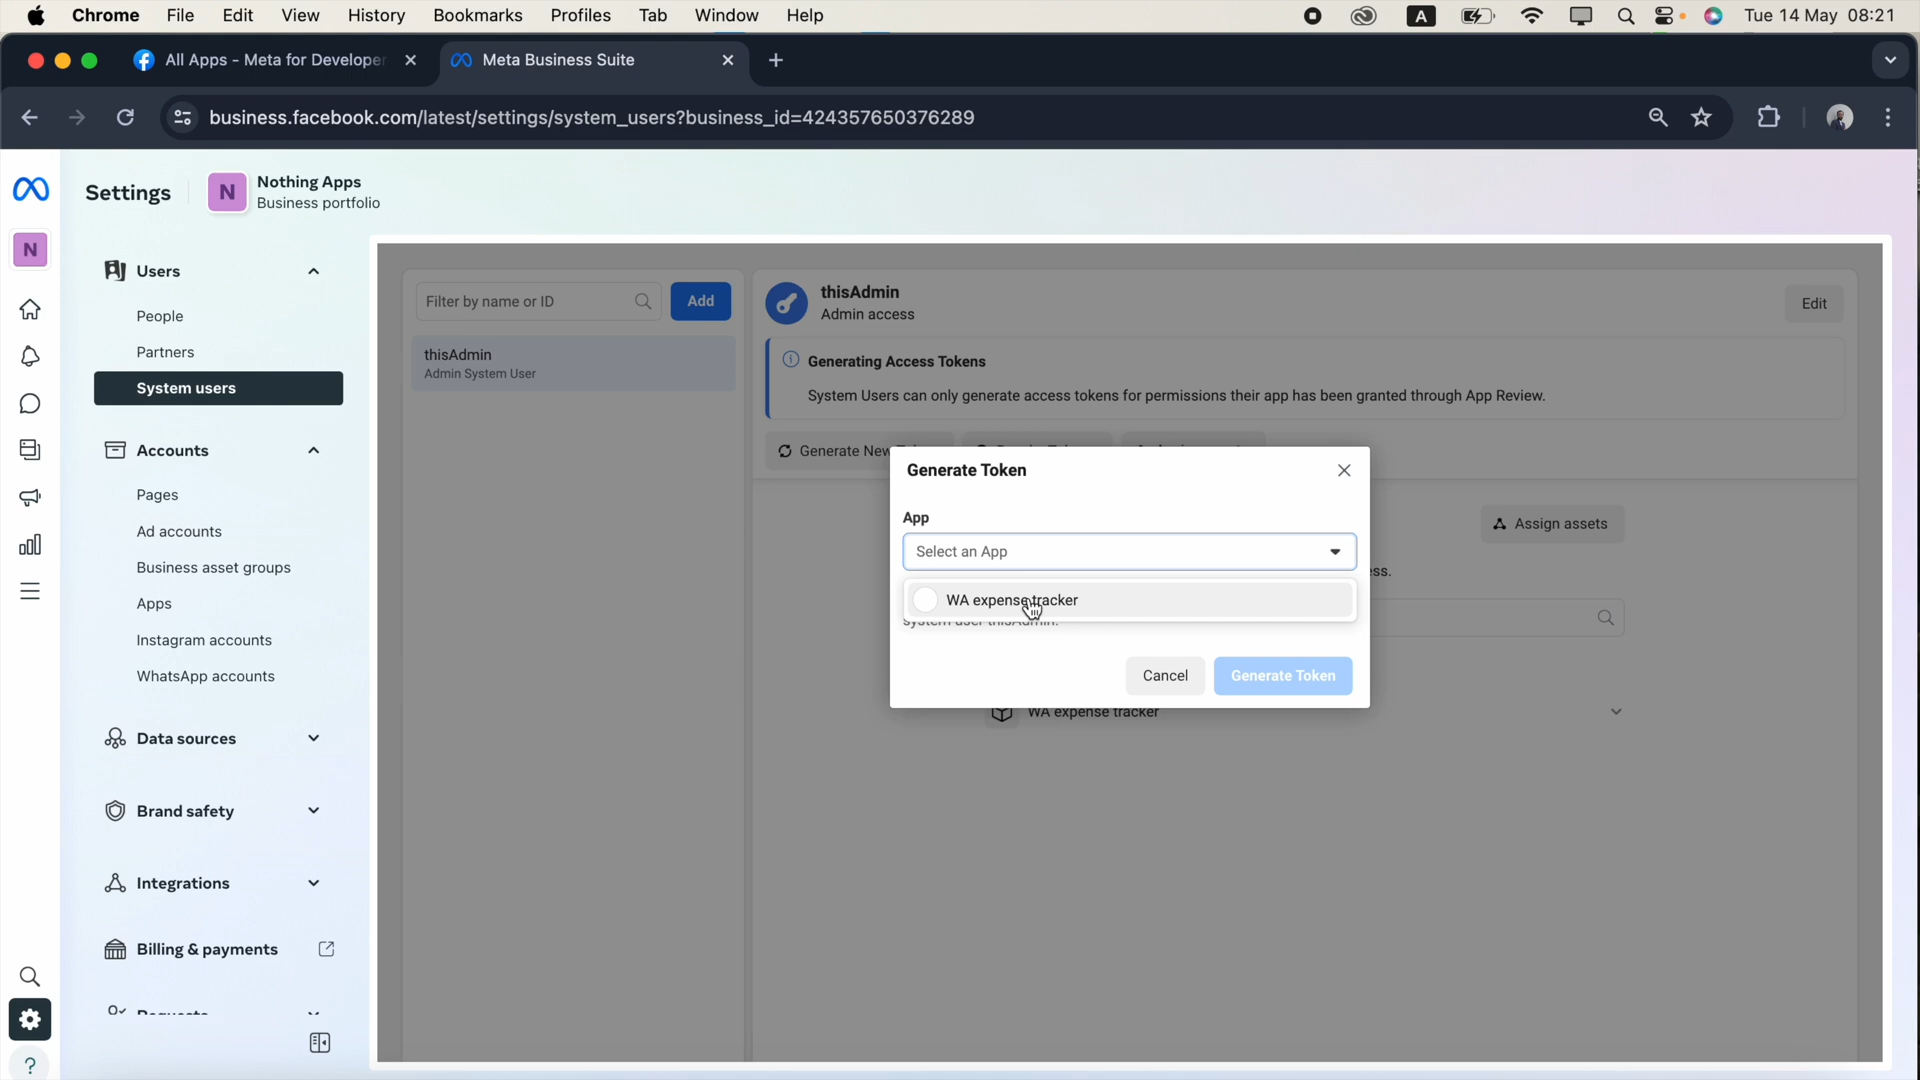 Chrome File Edit View History Bookmarks Profiles Tab Window Help A Tue 14 May 08:21
All Apps - Meta for Developer Meta Business Suite
business.facebook.com/latest/settings/system_users?business_id=424357650376289
Settings N Nothing Apps
Business portfolio
N
Users
People
Partners
System users
Accounts
Pages
Ad accounts
Business asset groups
Apps
Instagram accounts
WhatsApp accounts
Data sources
Brand safety
Integrations
Billing & payments
Requests
?
Filter by name or ID Add
thisAdmin
Admin System User
thisAdmin
Admin access
Edit
Generating Access Tokens
System Users can only generate access tokens for permissions their app has been granted through App Review.
Generate New
Assign assets
Generate Token
App
Select an App
WA expense tracker
system user thisAdmin.
Cancel Generate Token
WA expense tracker